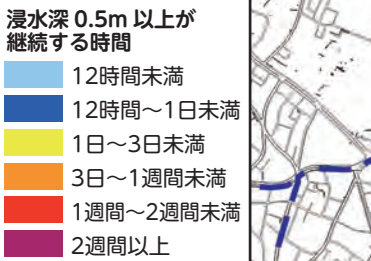 浸水深 0.5m 以上が
継続する時間
12時間未満
12時間～1日未満
1日～3日未満
3日～1週間未満
1週間～2週間未満
2週間以上